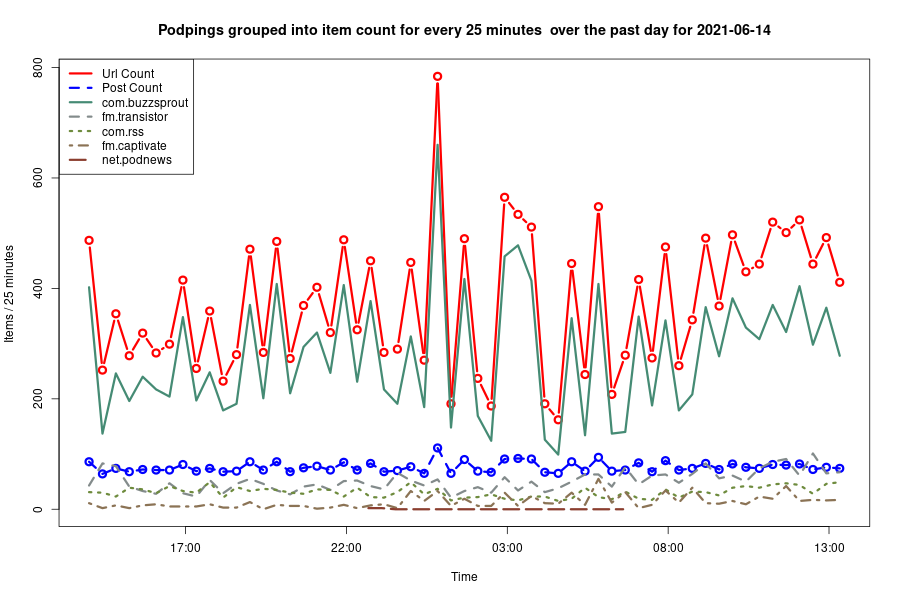 Podpings grouped into item count for every 25 minutes  over the past day for 2021-06-14
Url Count
Post Count
com.buzzsprout
fm.transistor
com.rss
fm.captivate
net.podnews
Items / 25 minutes
800
600
400
200
0
17:00
22:00
03:00
08:00
13:00
Time